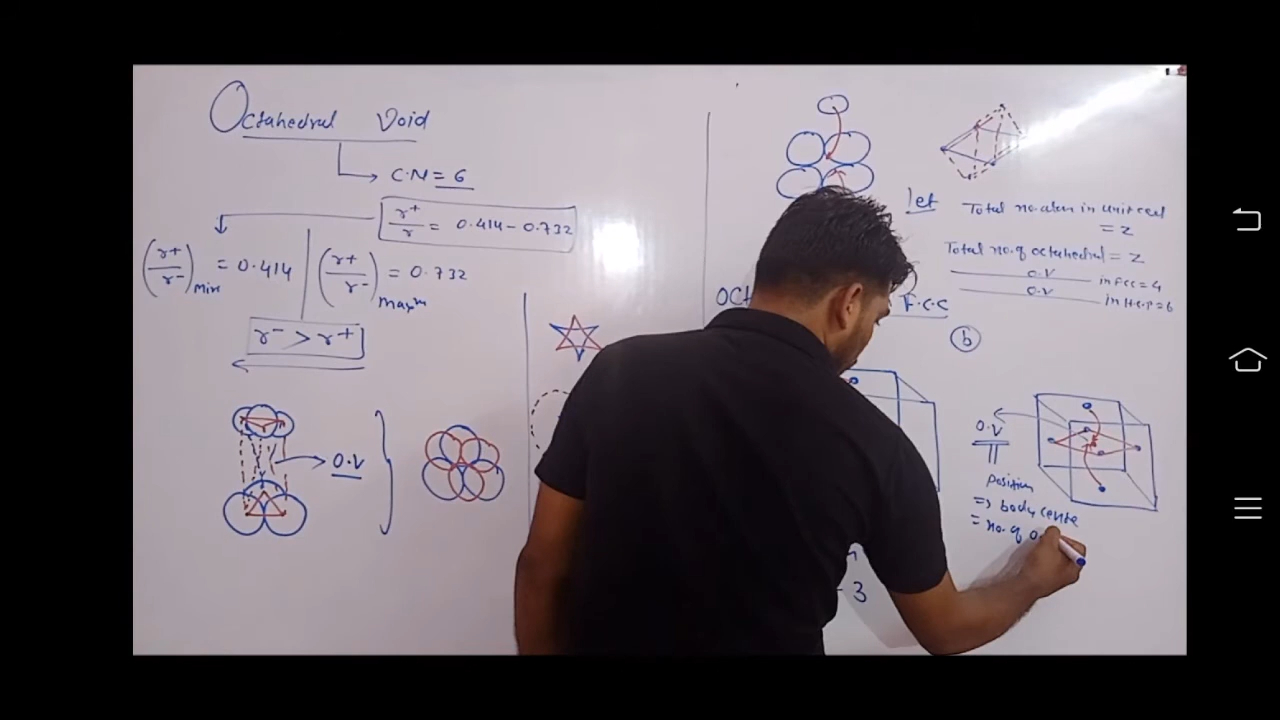 Octahedral Void
C.N = 6
r+/r = 0.414 - 0.732
(r+/r-)Min = 0.414
(r+/r-)Maxm = 0.732
r- > r+
O.V
let Total no. atom in unit cell
= Z
Total no. of octahedral = Z
O.V in FCC = 4
O.V in H.C.P = 6
OCT
F.C.C
b
O.V
Position
=> body centre
= no. of O
- 3